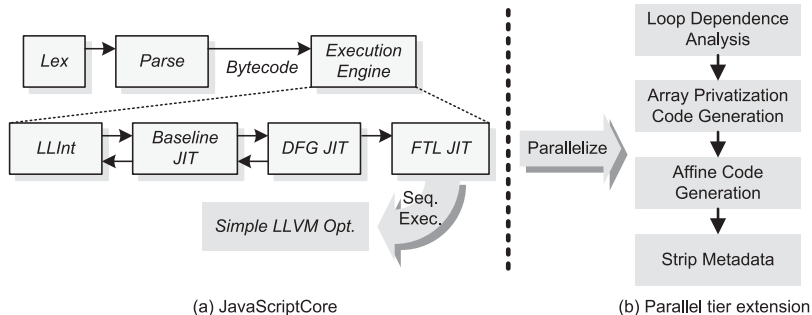 Lex
Parse
Bytecode
Execution
Engine
LLInt
Baseline
JIT
DFG JIT
FTL JIT
Seq.
Exec.
Simple LLVM Opt.
(a) JavaScriptCore
Parallelize
Loop Dependence
Analysis
Array Privatization
Code Generation
Affine Code
Generation
Strip Metadata
(b) Parallel tier extension